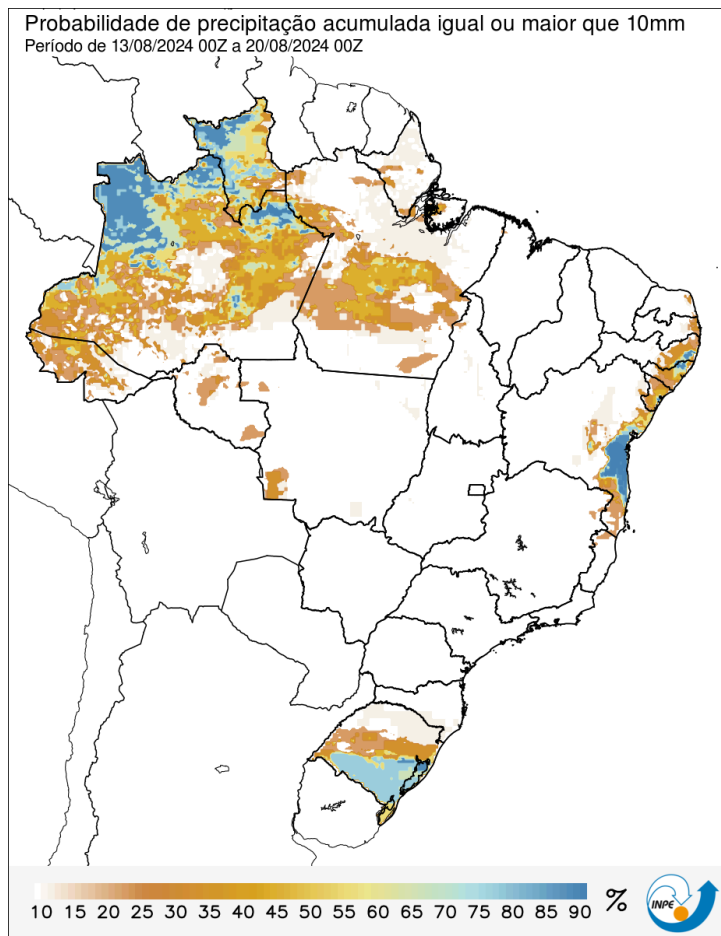 Probabilidade de precipitação acumulada igual ou maior que 10mm
Período de 13/08/2024 00Z a 20/08/2024 00Z
10 15 20 25 30 35 40 45 50 55 60 65 70 75 80 85 90 %
INPE